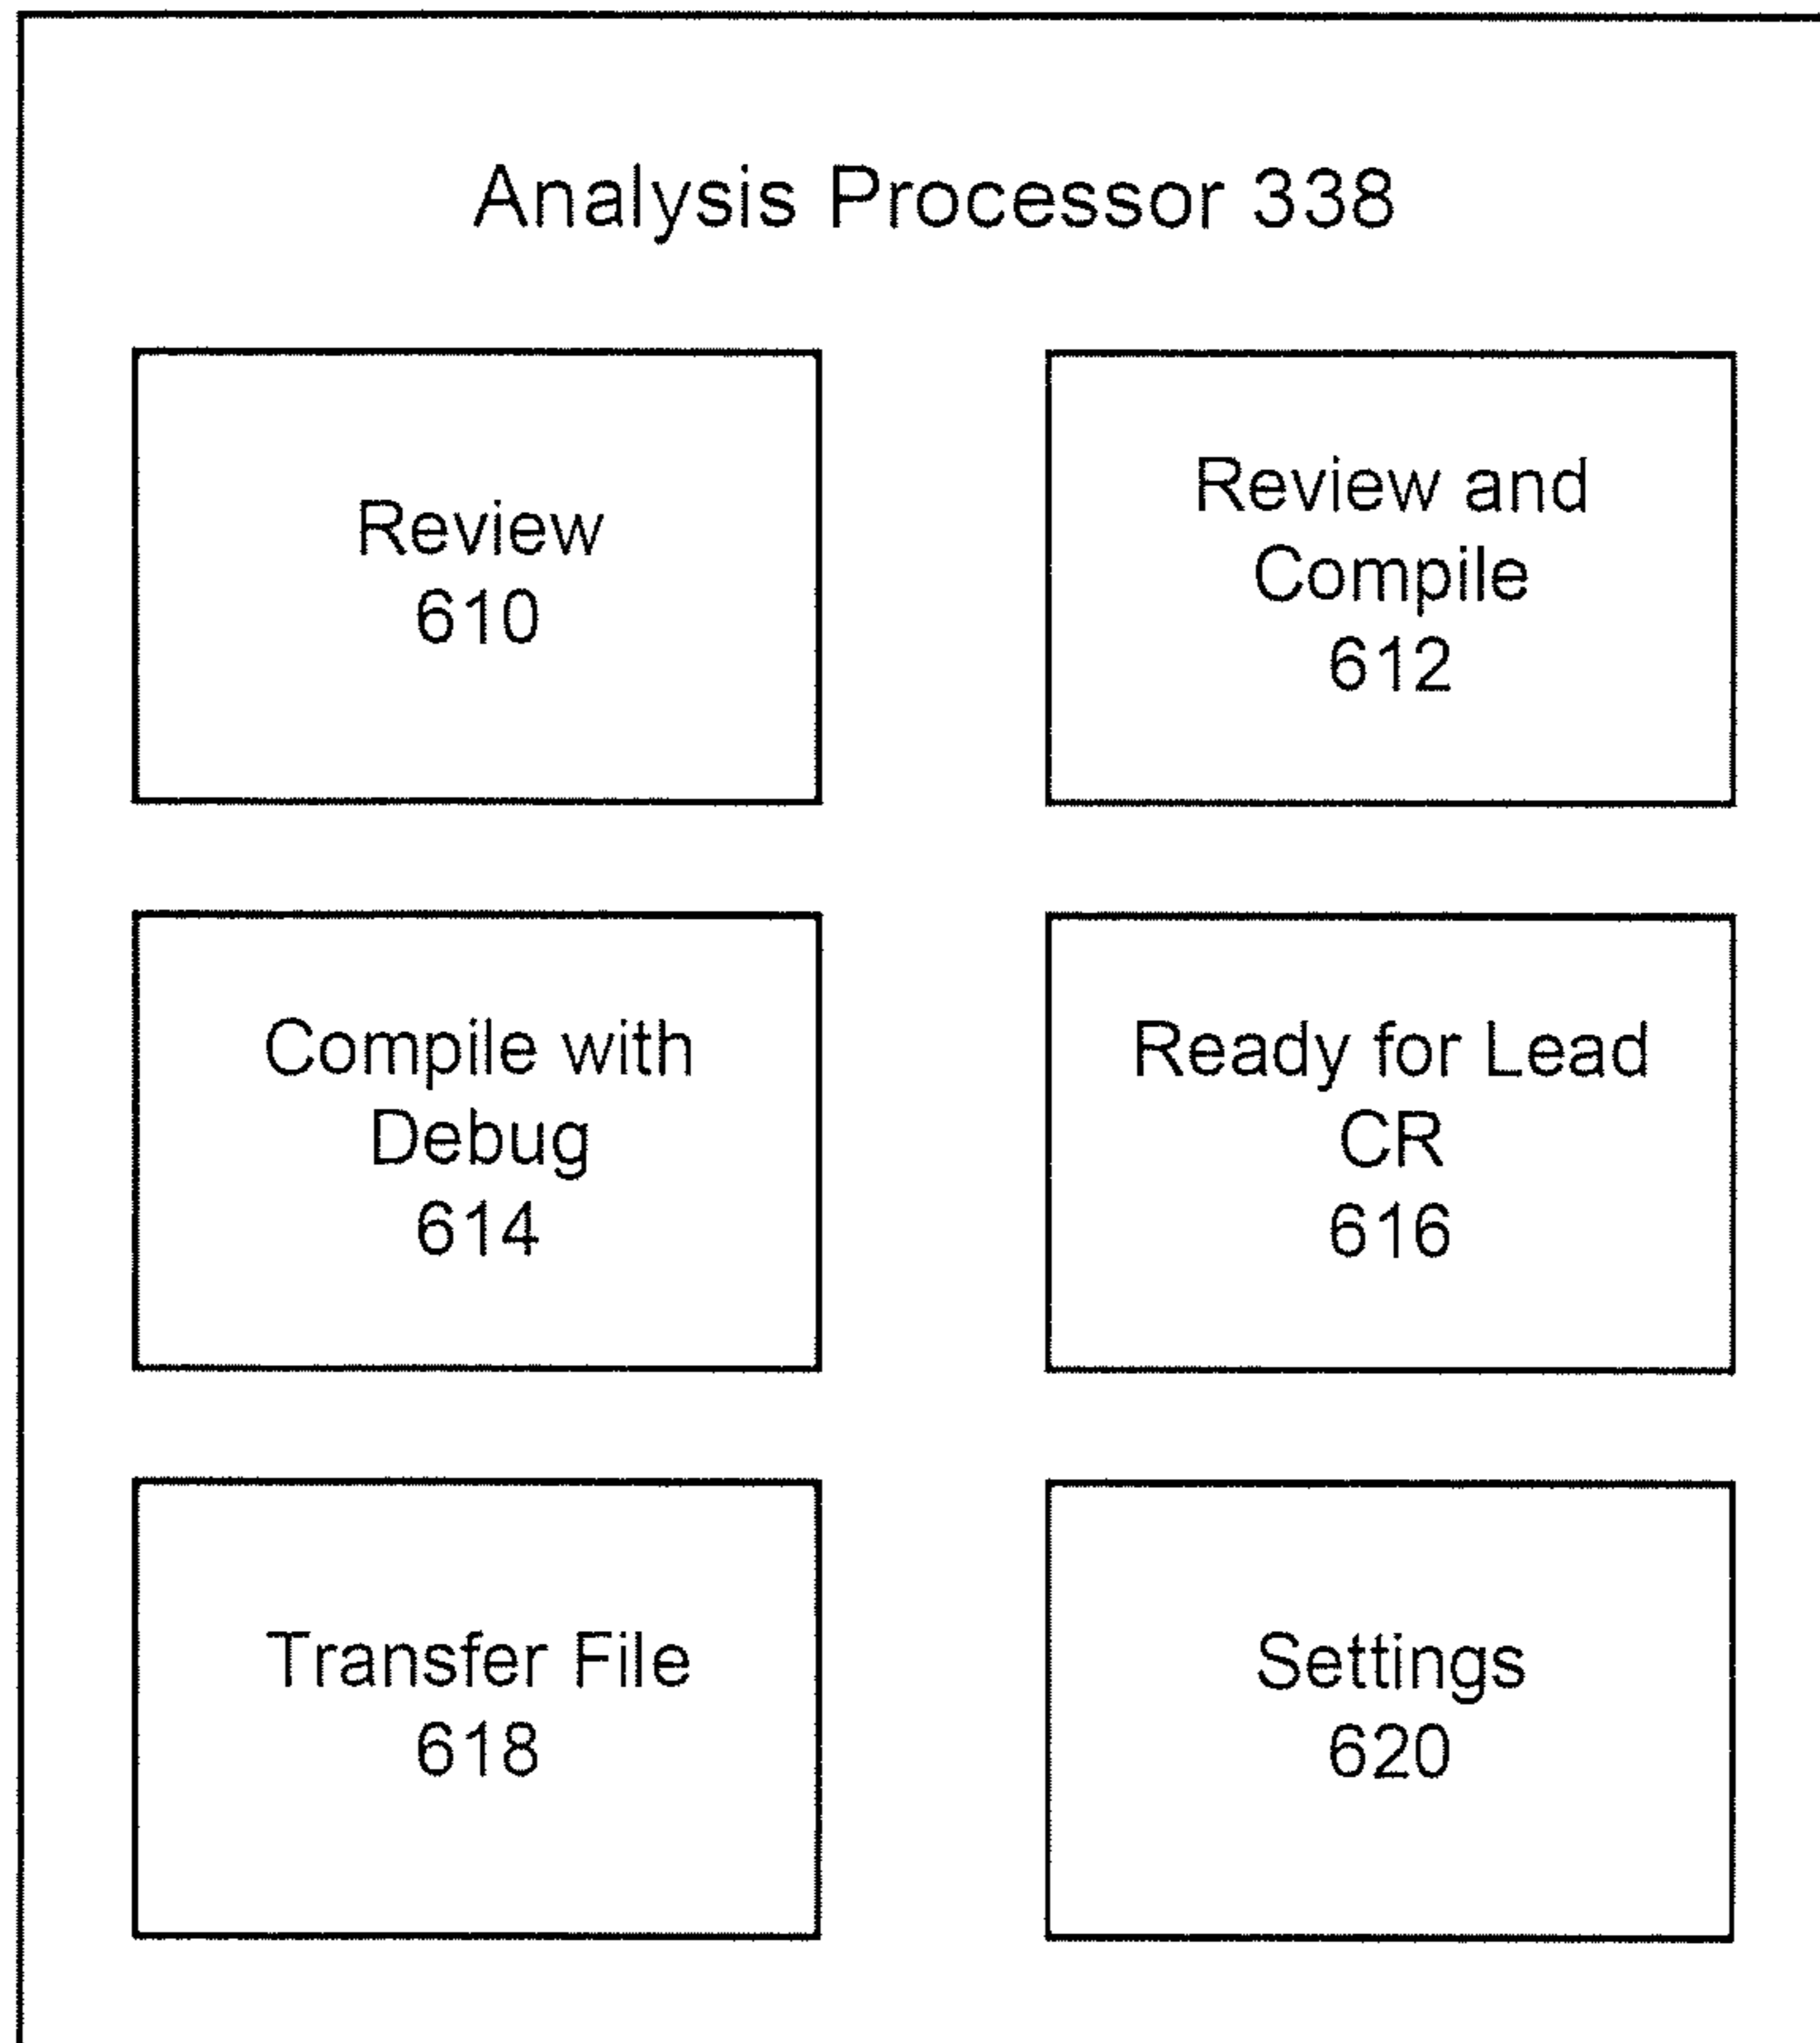 Analysis Processor 338
Review
610
Review and
Compile
612
Compile with
Debug
614
Ready for Lead
CR
616
Transfer File
618
Settings
620